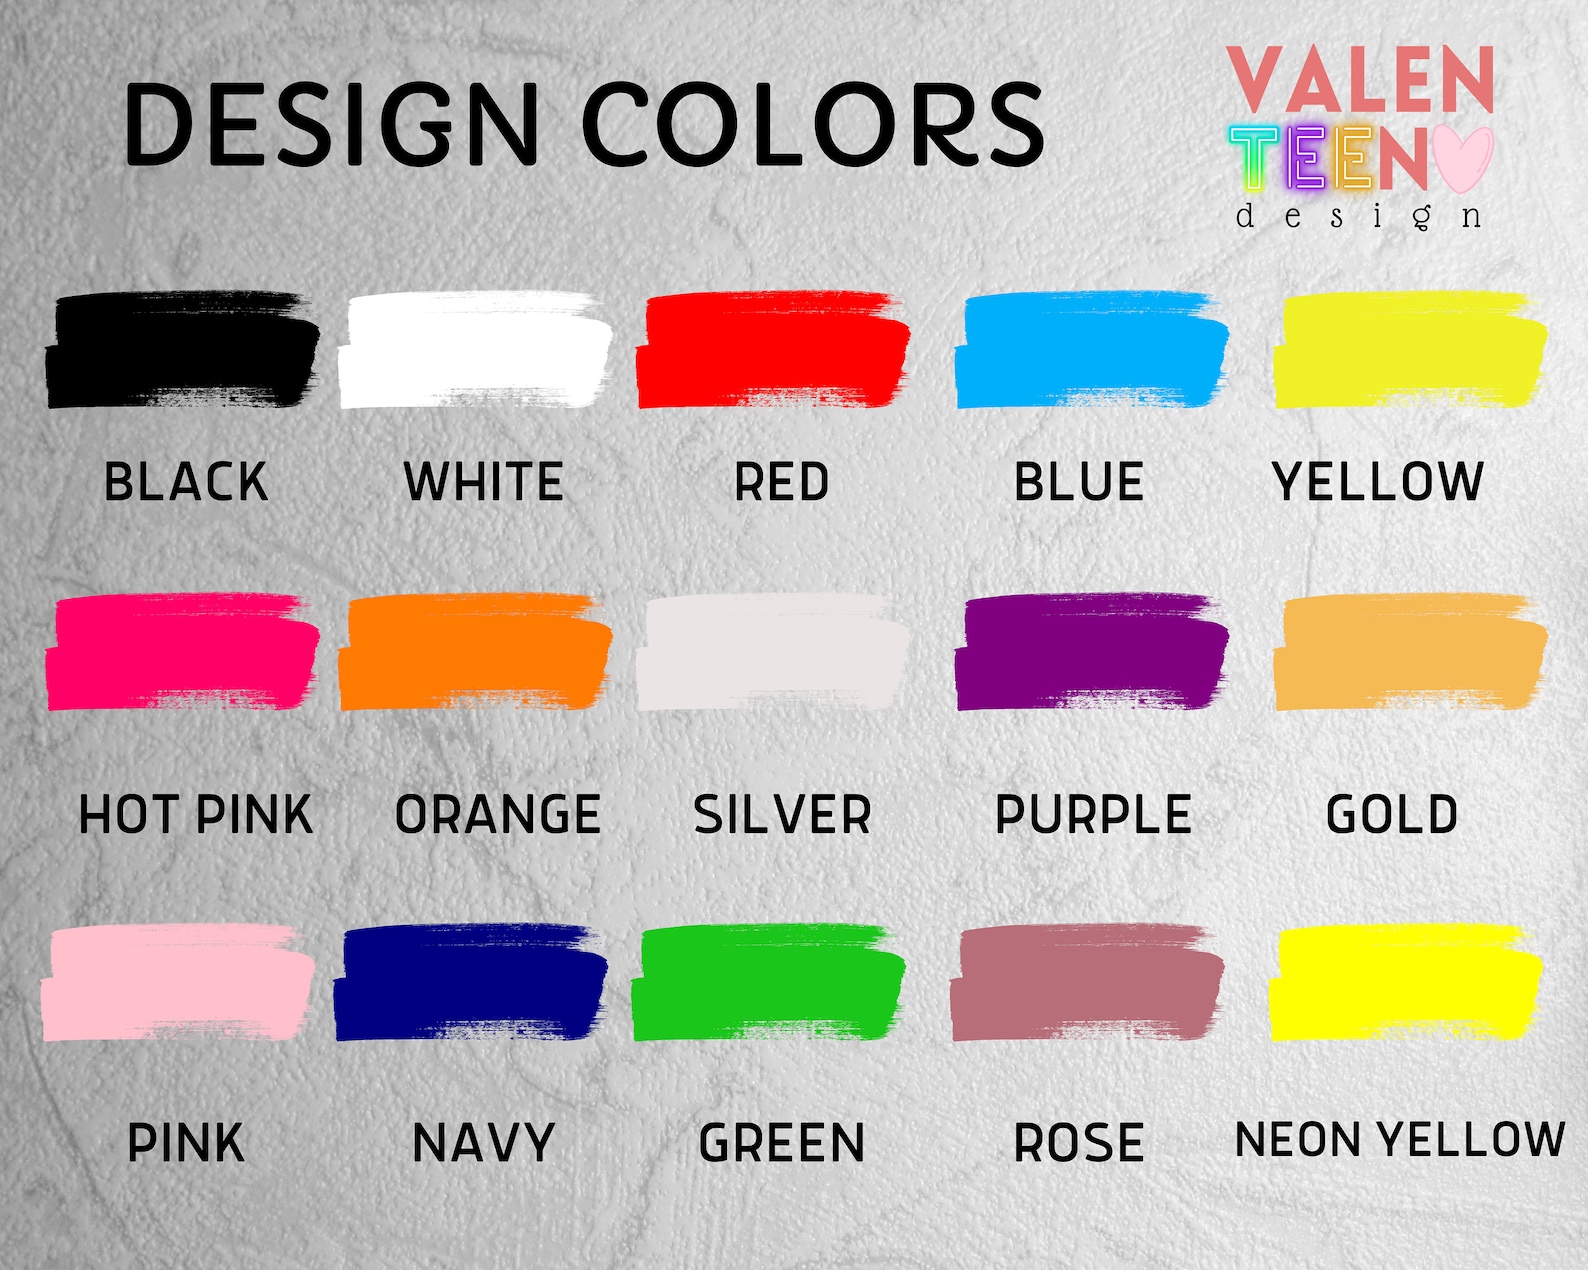 DESIGN COLORS
VALEN
TEEN
design
BLACK WHITE RED BLUE YELLOW
HOT PINK ORANGE SILVER PURPLE GOLD
PINK NAVY GREEN ROSE NEON YELLOW